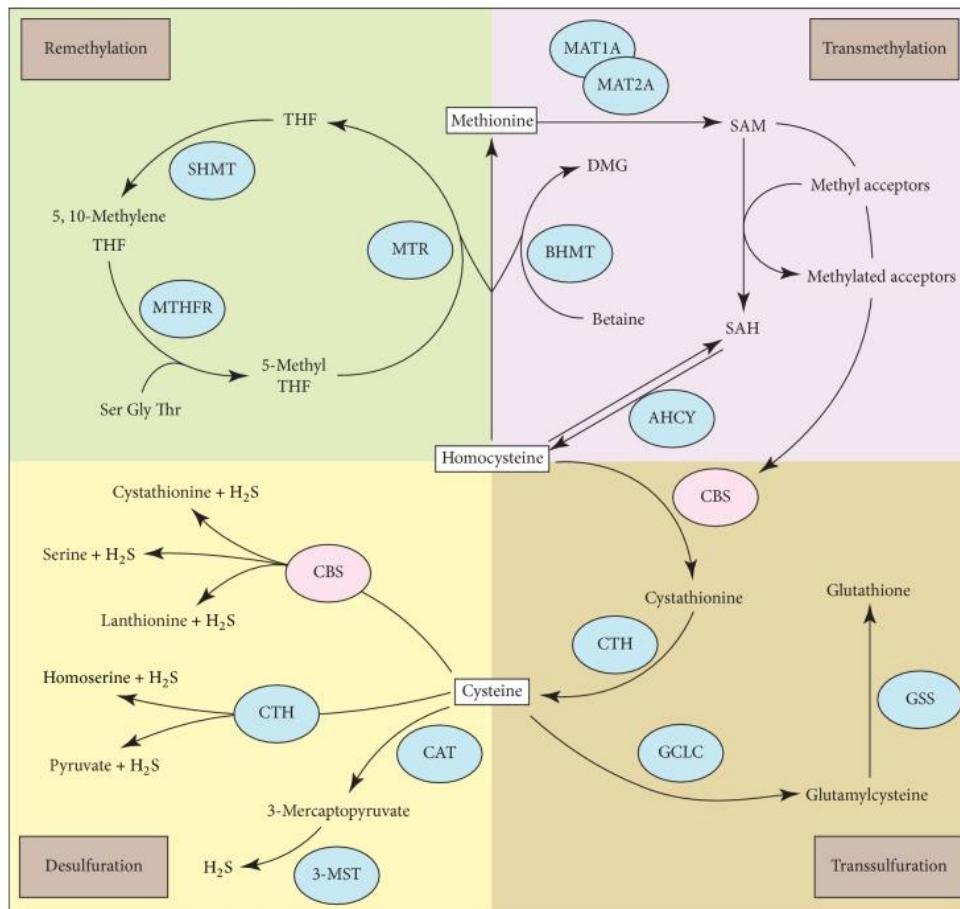 Remethylation
Transmethylation
MAT1A
MAT2A
THF
Methionine
SAM
SHMT
DMG
Methyl acceptors
5, 10-Methylene
THF
MTR
BHMT
Methylated acceptors
MTHFR
Betaine
SAH
5-Methyl
THF
Ser Gly Thr
AHCY
Homocysteine
CBS
Cystathionine + H₂S
Serine + H₂S
CBS
Lanthionine + H₂S
Cystathionine
Glutathione
CTH
Homoserine + H₂S
Cysteine
CTH
GSS
CAT
GCLC
Pyruvate + H₂S
3-Mercaptopyruvate
Glutamylcysteine
H₂S
3-MST
Desulfuration
Transsulfuration